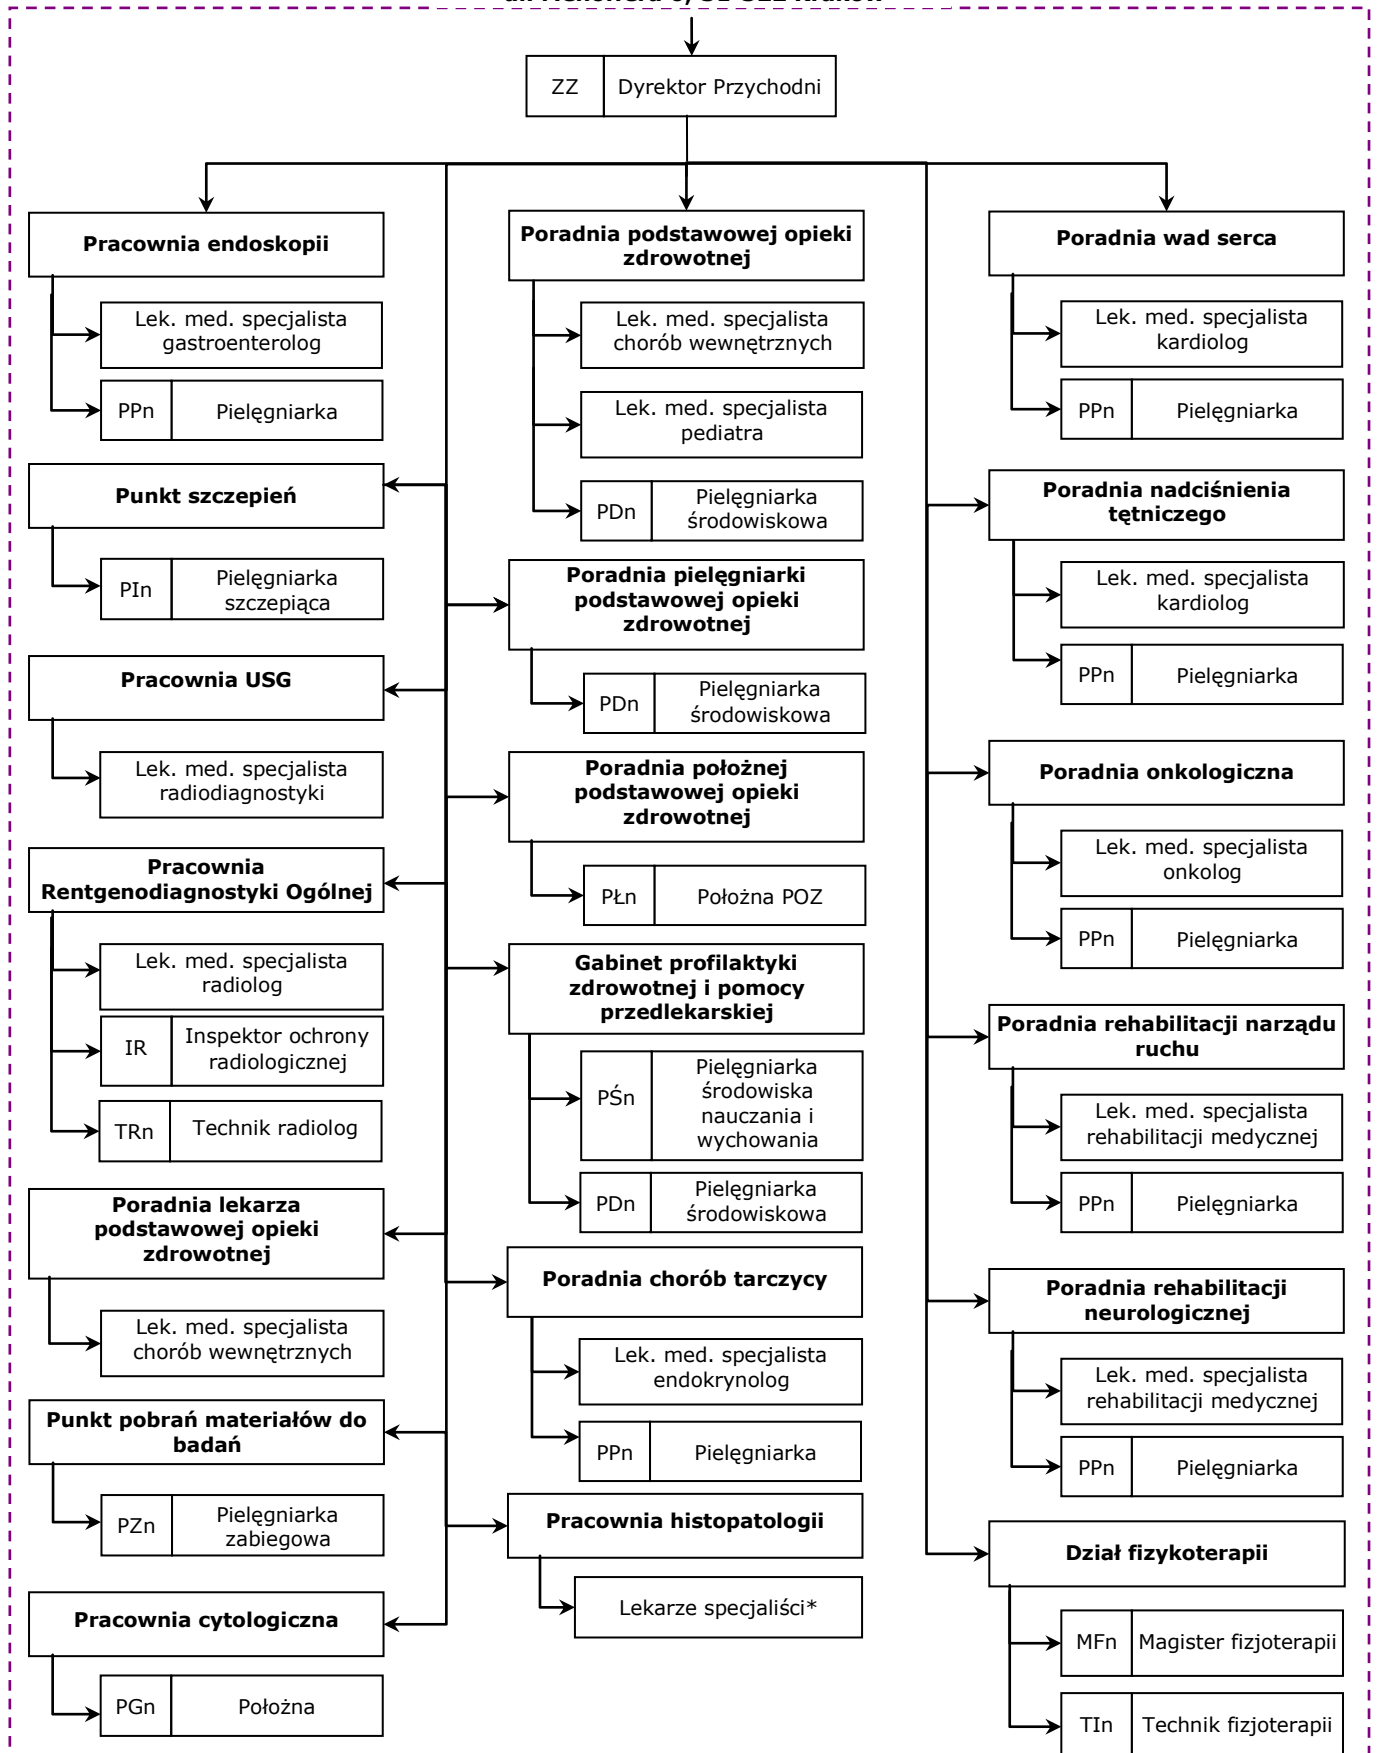 ZZ Dyrektor Przychodni
Pracownia endoskopii
Lek. med. specjalista
gastroenterolog
PPn Pielęgniarka
Punkt szczepień
PIn Pielęgniarka
szczepiąca
Pracownia USG
Lek. med. specjalista
radiodiagnostyki
Pracownia
Rentgenodiagnostyki Ogólnej
Lek. med. specjalista
radiolog
IR Inspektor ochrony
radiologicznej
TRn Technik radiolog
Poradnia lekarza
podstawowej opieki
zdrowotnej
Lek. med. specjalista
chorób wewnętrznych
Punkt pobrań materiałów do
badań
PZn Pielęgniarka
zabiegowa
Pracownia cytologiczna
PGn Położna
Poradnia podstawowej opieki
zdrowotnej
Lek. med. specjalista
chorób wewnętrznych
Lek. med. specjalista
pediatra
PDn Pielęgniarka
środowiskowa
Poradnia pielęgniarki
podstawowej opieki
zdrowotnej
PDn Pielęgniarka
środowiskowa
Poradnia położnej
podstawowej opieki
zdrowotnej
PŁn Położna POZ
Gabinet profilaktyki
zdrowotnej i pomocy
przedlekarskiej
PŚn Pielęgniarka
środowiska
nauczania i
wychowania
PDn Pielęgniarka
środowiskowa
Poradnia chorób tarczycy
Lek. med. specjalista
endokrynolog
PPn Pielęgniarka
Pracownia histopatologii
Lekarze specjaliści*
Poradnia wad serca
Lek. med. specjalista
kardiolog
PPn Pielęgniarka
Poradnia nadciśnienia
tętniczego
Lek. med. specjalista
kardiolog
PPn Pielęgniarka
Poradnia onkologiczna
Lek. med. specjalista
onkolog
PPn Pielęgniarka
Poradnia rehabilitacji narządu
ruchu
Lek. med. specjalista
rehabilitacji medycznej
PPn Pielęgniarka
Poradnia rehabilitacji
neurologicznej
Lek. med. specjalista
rehabilitacji medycznej
PPn Pielęgniarka
Dział fizykoterapii
MFn Magister fizjoterapii
TIn Technik fizjoterapii